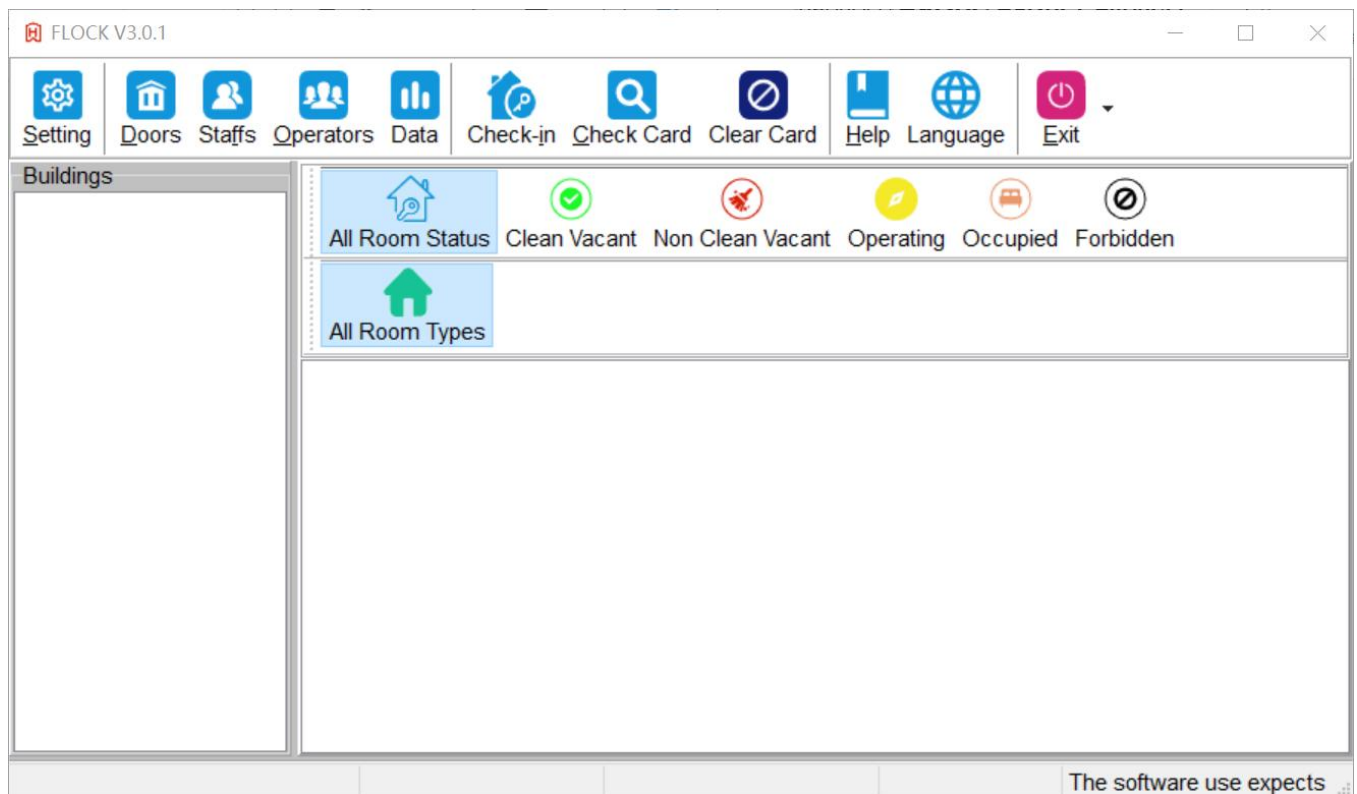 FLOCK V3.0.1
Setting Doors Staffs Operators Data Check-in Check Card Clear Card Help Language Exit
Buildings
All Room Status Clean Vacant Non Clean Vacant Operating Occupied Forbidden
All Room Types
The software use expects